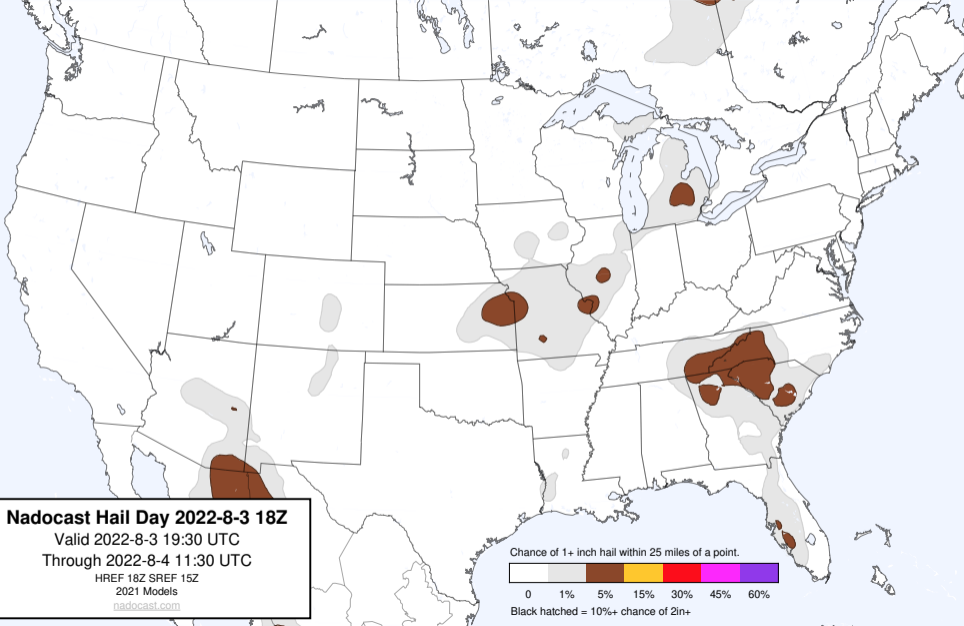 Nadocast Hail Day 2022-8-3 18Z
Valid 2022-8-3 19:30 UTC
Through 2022-8-4 11:30 UTC
HREF 18Z SREF 15Z
2021 Models
nadocast.com
Chance of 1+ inch hail within 25 miles of a point.
0 1% 5% 15% 30% 45% 60%
Black hatched = 10%+ chance of 2in+